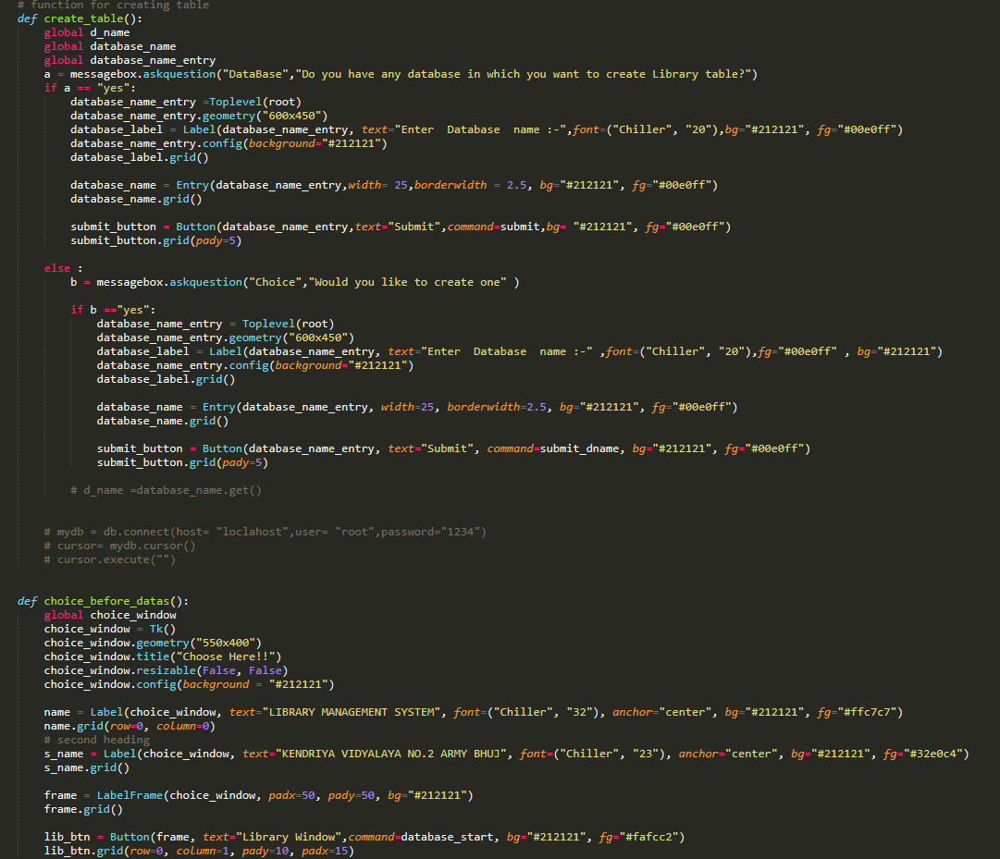 # function for creating table
def create_table():
    global d_name
    global database_name
    global database_name_entry
    a = messagebox.askquestion("DataBase","Do you have any database in which you want to create Library table?")
    if a == "yes":
        database_name_entry =Toplevel(root)
        database_name_entry.geometry("600x450")
        database_label = Label(database_name_entry, text="Enter  Database  name :-",font=("Chiller", "20"),bg="#212121", fg="#00e0ff")
        database_name_entry.config(background="#212121")
        database_label.grid()

        database_name = Entry(database_name_entry,width= 25,borderwidth = 2.5, bg="#212121", fg="#00e0ff")
        database_name.grid()

        submit_button = Button(database_name_entry,text="Submit",command=submit,bg= "#212121", fg="#00e0ff")
        submit_button.grid(pady=5)

    else :
        b = messagebox.askquestion("Choice","Would you like to create one" )

        if b =="yes":
            database_name_entry = Toplevel(root)
            database_name_entry.geometry("600x450")
            database_label = Label(database_name_entry, text="Enter  Database  name :-" ,font=("Chiller", "20"),fg="#00e0ff" , bg="#212121")
            database_name_entry.config(background="#212121")
            database_label.grid()

            database_name = Entry(database_name_entry, width=25, borderwidth=2.5, bg="#212121", fg="#00e0ff")
            database_name.grid()

            submit_button = Button(database_name_entry, text="Submit", command=submit_dname, bg="#212121", fg="#00e0ff")
            submit_button.grid(pady=5)

        # d_name =database_name.get()


    # mydb = db.connect(host= "loclahost",user= "root",password="1234")
    # cursor= mydb.cursor()
    # cursor.execute("")


def choice_before_datas():
    global choice_window
    choice_window = Tk()
    choice_window.geometry("550x400")
    choice_window.title("Choose Here!!")
    choice_window.resizable(False, False)
    choice_window.config(background = "#212121")

    name = Label(choice_window, text="LIBRARY MANAGEMENT SYSTEM", font=("Chiller", "32"), anchor="center", bg="#212121", fg="#ffc7c7")
    name.grid(row=0, column=0)
    # second heading
    s_name = Label(choice_window, text="KENDRIYA VIDYALAYA NO.2 ARMY BHUJ", font=("Chiller", "23"), anchor="center", bg="#212121", fg="#32e0c4")
    s_name.grid()

    frame = LabelFrame(choice_window, padx=50, pady=50, bg="#212121")
    frame.grid()

    lib_btn = Button(frame, text="Library Window",command=database_start, bg="#212121", fg="#fafcc2")
    lib_btn.grid(row=0, column=1, pady=10, padx=15)